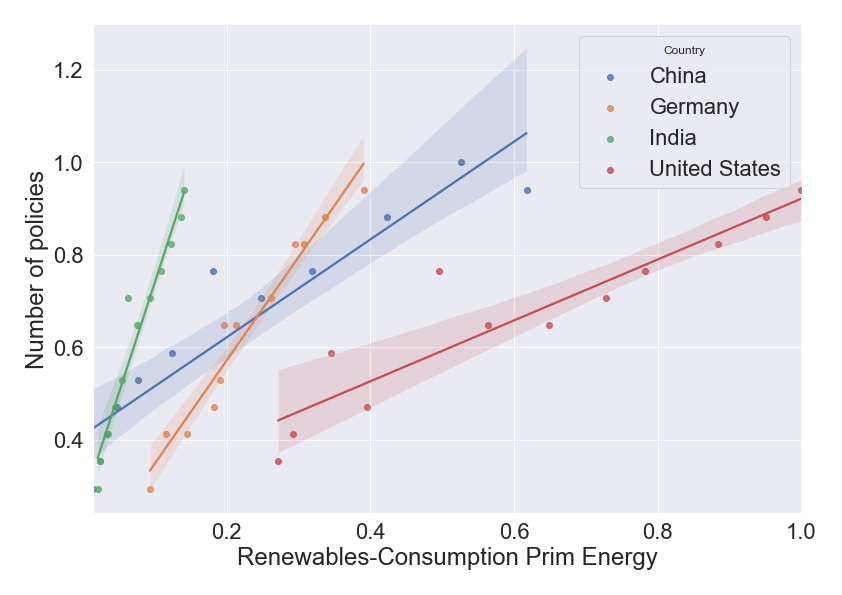 Country
China
Germany
India
United States
Number of policies
1.2
1.0
0.8
0.6
0.4
0.2 0.4 0.6 0.8 1.0
Renewables-Consumption Prim Energy